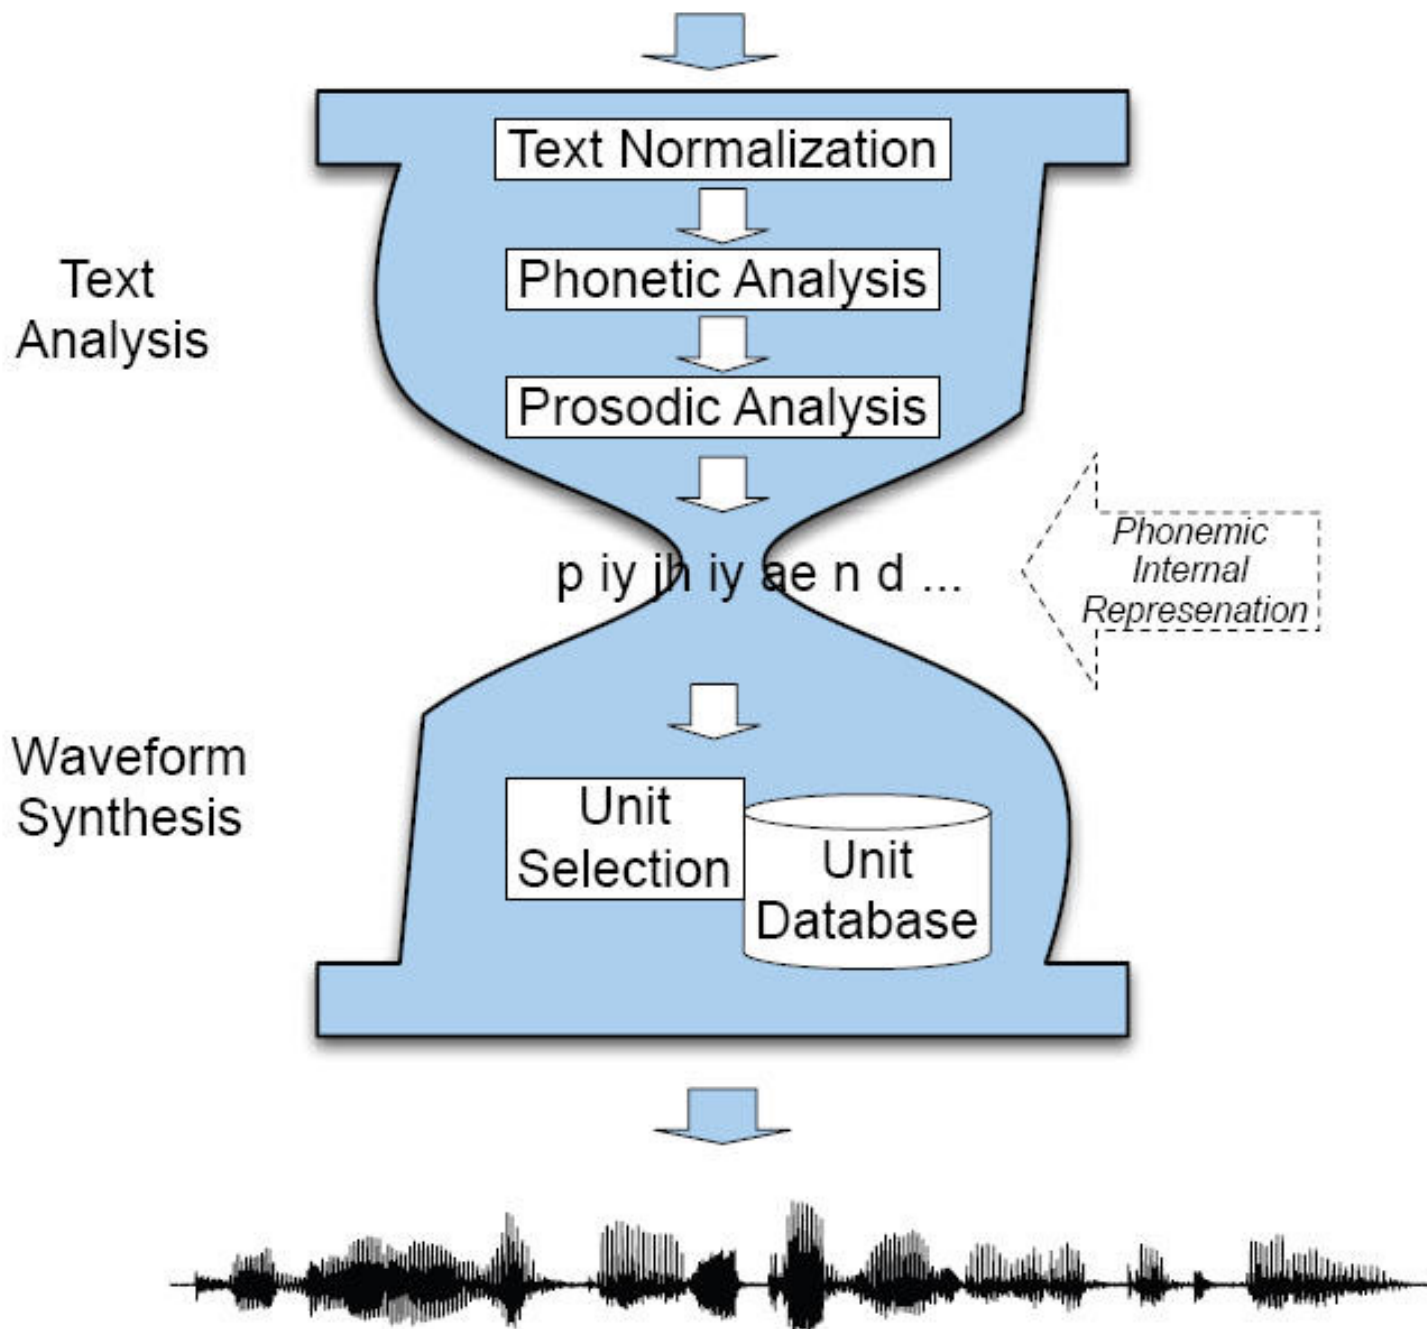 Text Normalization
Phonetic Analysis
Text
Analysis
Prosodic Analysis
Phonemic
Internal
Represenation
p iy jh iy ae n d ...
Waveform
Synthesis
Unit
Selection
Unit
Database